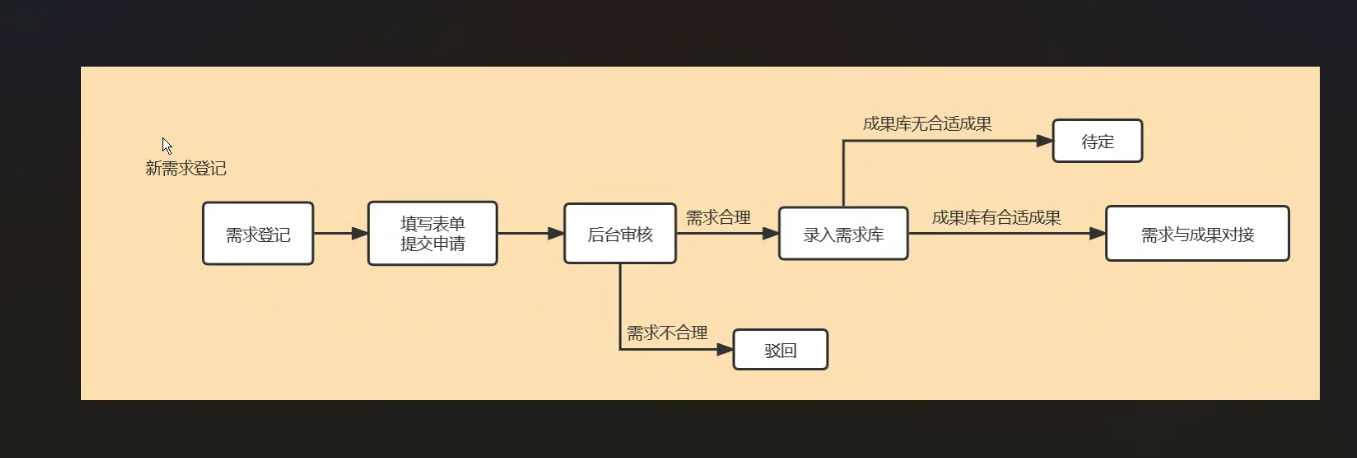 新需求登记
需求登记
填写表单
提交申请
后台审核
需求合理
录入需求库
成果库无合适成果
待定
成果库有合适成果
需求与成果对接
需求不合理
驳回